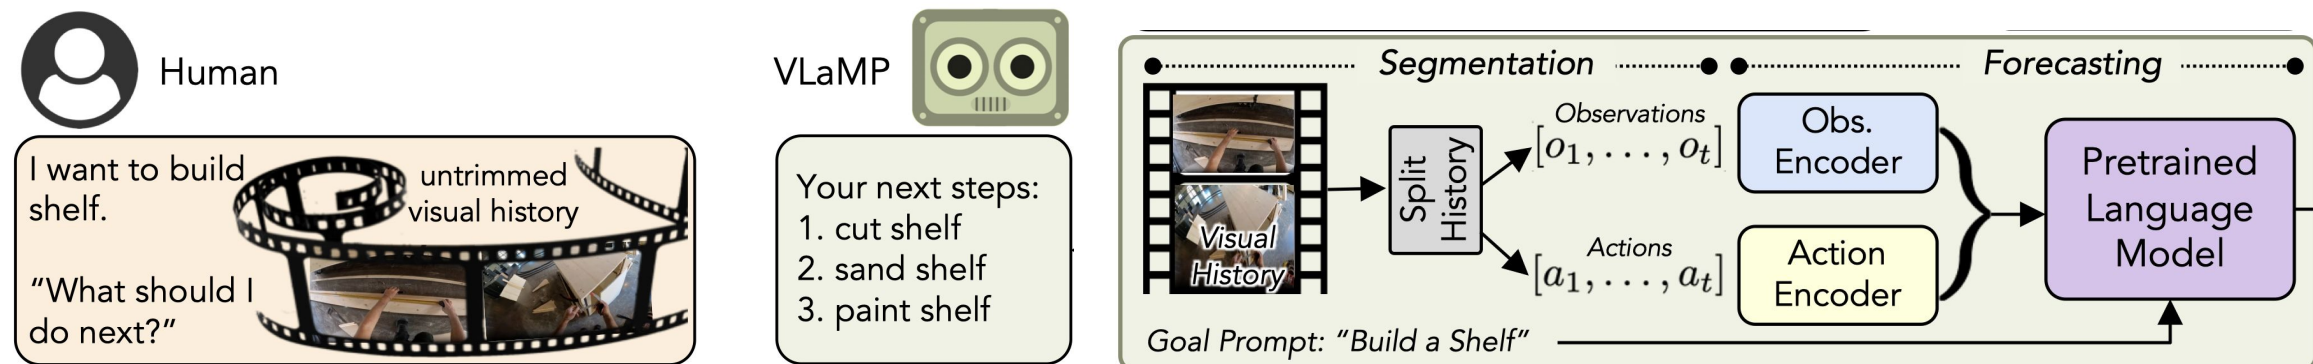 Human
I want to build
shelf.
untrimmed
visual history
“What should I
do next?”
VLaMP
Your next steps:
1. cut shelf
2. sand shelf
3. paint shelf
Segmentation
Forecasting
Visual
History
Split
History
Observations
[o₁, . . . , oₜ]
Actions
[a₁, . . . , aₜ]
Obs.
Encoder
Action
Encoder
Pretrained
Language
Model
Goal Prompt: “Build a Shelf”